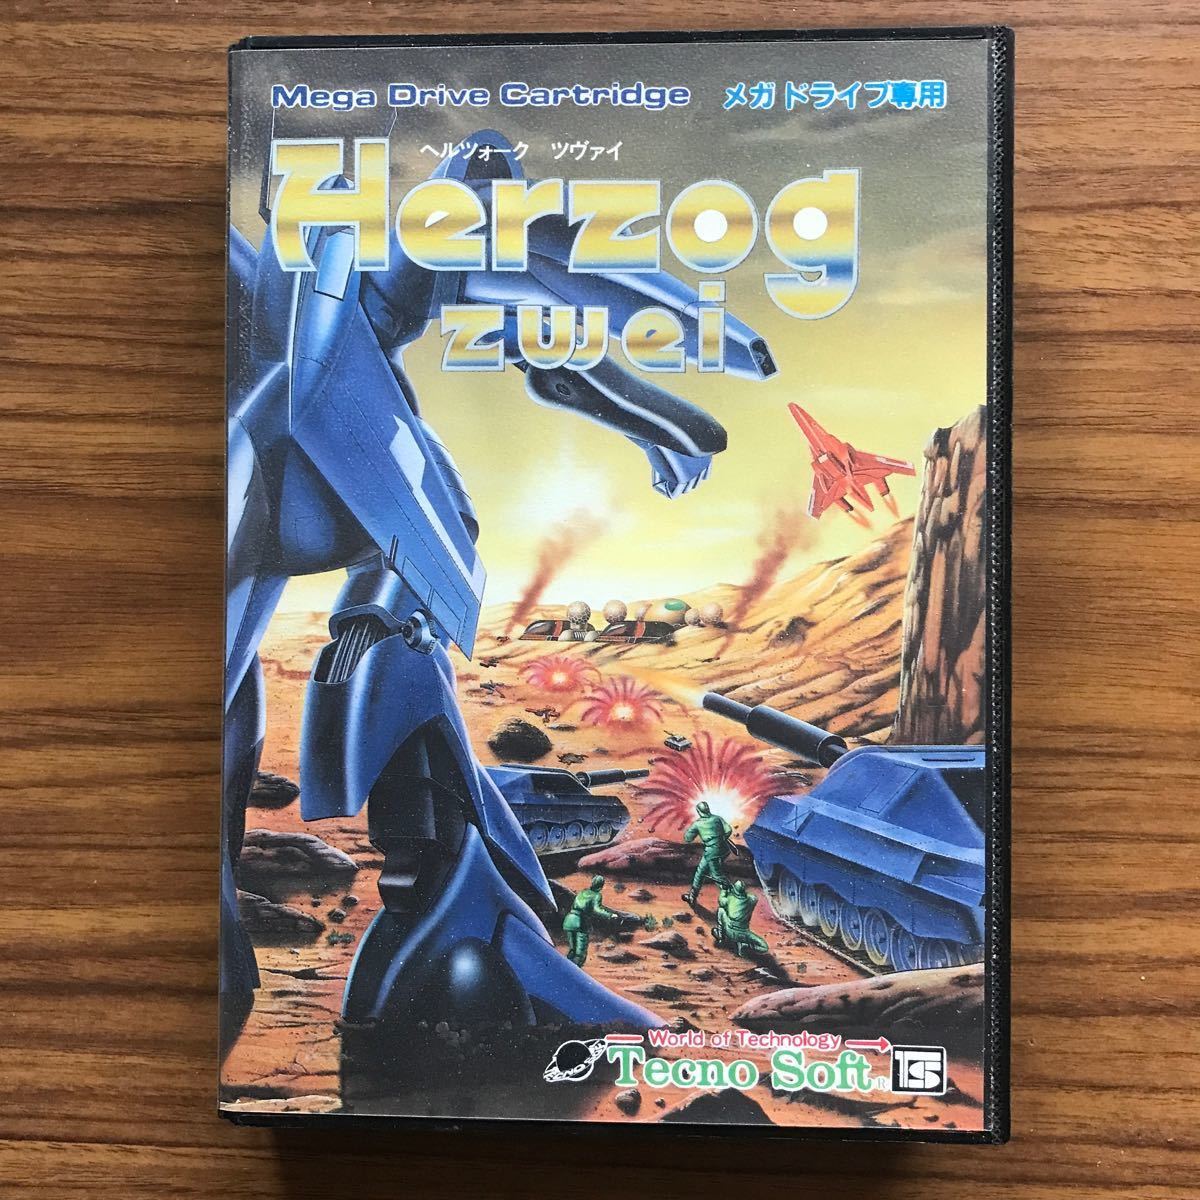 Mega Drive Cartridge メガドライブ専用
ヘルツォーク ツヴァイ
Herzog
zwei
World of Technology
Tecno Soft®
TS